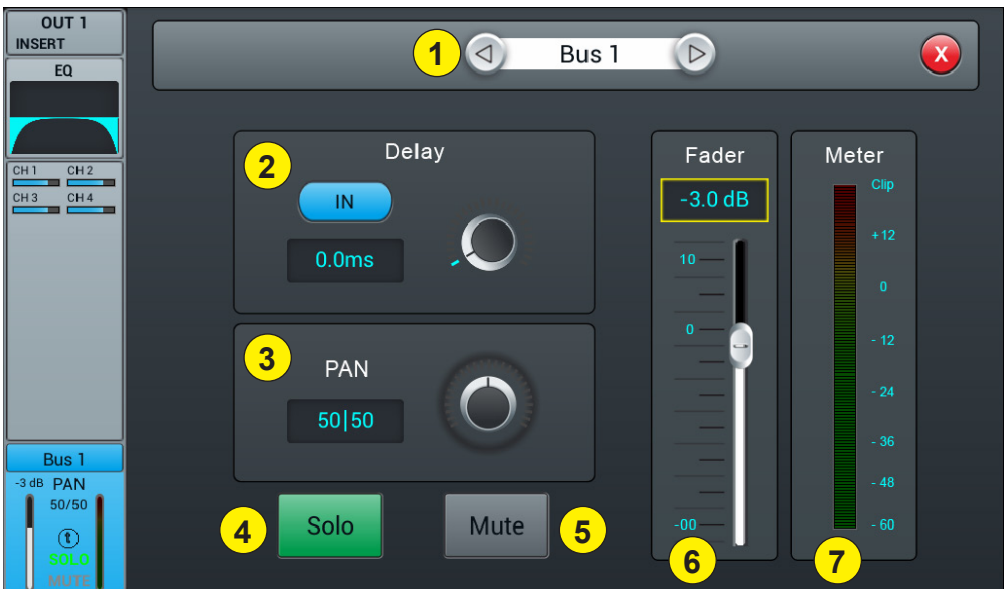 OUT 1
INSERT
EQ
CH 1 CH 2
CH 3 CH 4
Bus 1
-3 dB PAN
50/50
SOLO
MUTE
1 Bus 1 X
2 Delay
IN
0.0ms
3 PAN
50|50
4 Solo
Mute 5
Fader
-3.0 dB
10
0
-00
6
Meter
Clip
+12
0
- 12
- 24
- 36
- 48
- 60
7